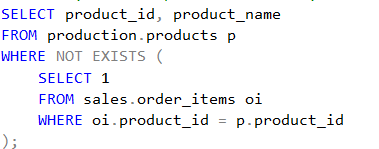 SELECT product_id, product_name
FROM production.products p
WHERE NOT EXISTS (
    SELECT 1
    FROM sales.order_items oi
    WHERE oi.product_id = p.product_id
);